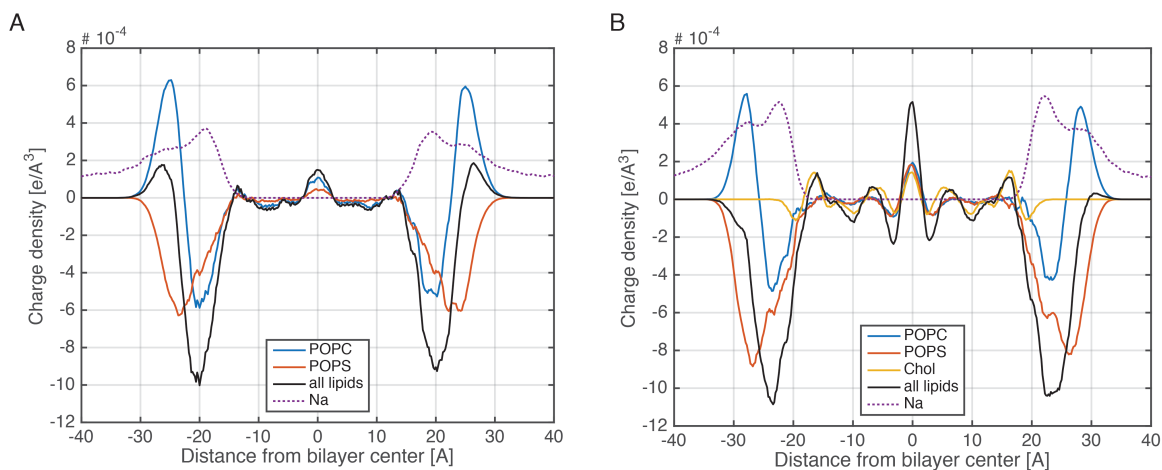 A
# 10^-4
8
6
4
2
0
-2
-4
-6
-8
-10
-12
Charge density [e/A^3]
-40 -30 -20 -10 0 10 20 30 40
Distance from bilayer center [A]
POPC
POPS
all lipids
Na
B
# 10^-4
8
6
4
2
0
-2
-4
-6
-8
-10
-12
Charge density [e/A^3]
-40 -30 -20 -10 0 10 20 30 40
Distance from bilayer center [A]
POPC
POPS
Chol
all lipids
Na